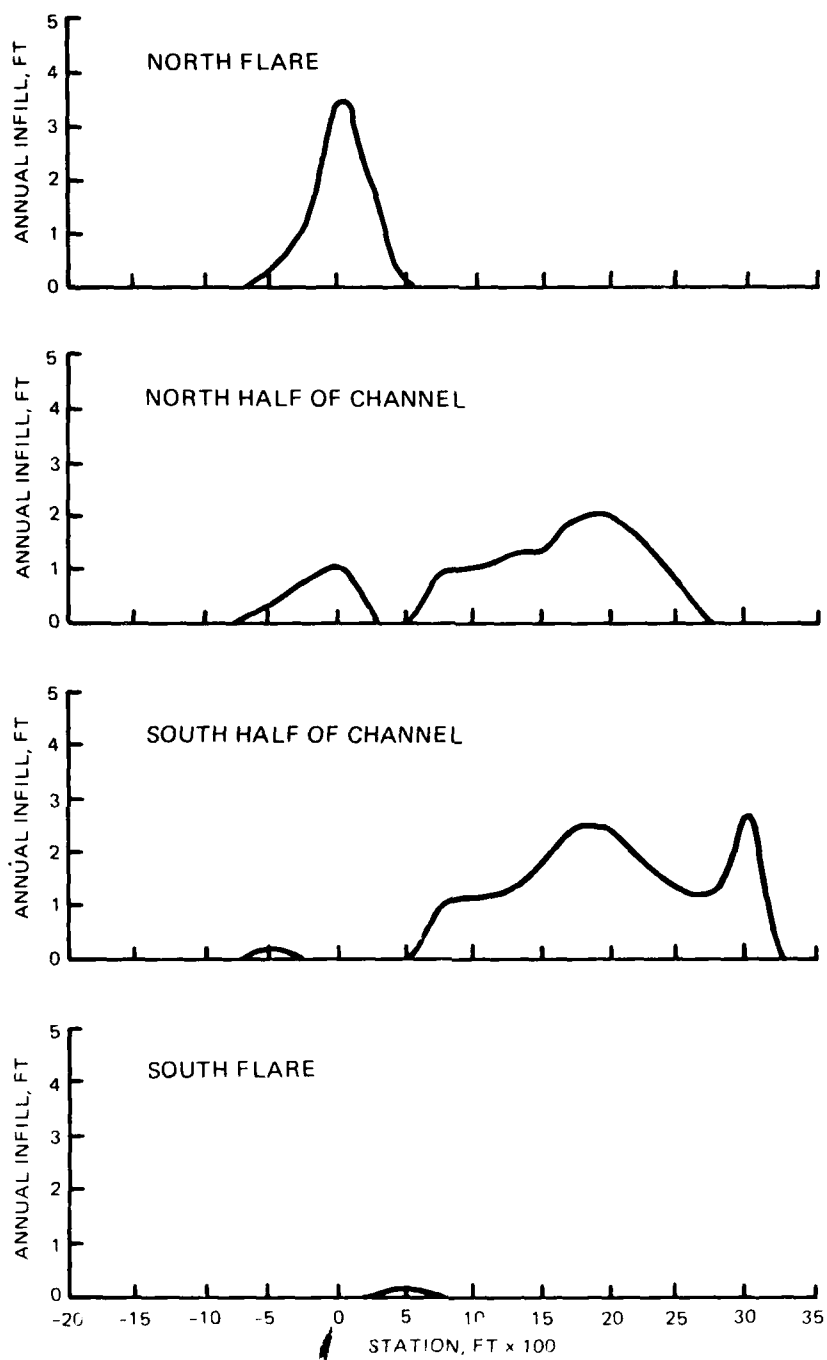 5
4
3
2
1
0
ANNUAL INFILL, FT
NORTH FLARE
5
4
3
2
1
0
ANNUAL INFILL, FT
NORTH HALF OF CHANNEL
5
4
3
2
1
0
ANNUAL INFILL, FT
SOUTH HALF OF CHANNEL
5
4
3
2
1
0
ANNUAL INFILL, FT
SOUTH FLARE
-20 -15 -10 -5 0 5 10 15 20 25 30 35
STATION, FT x 100